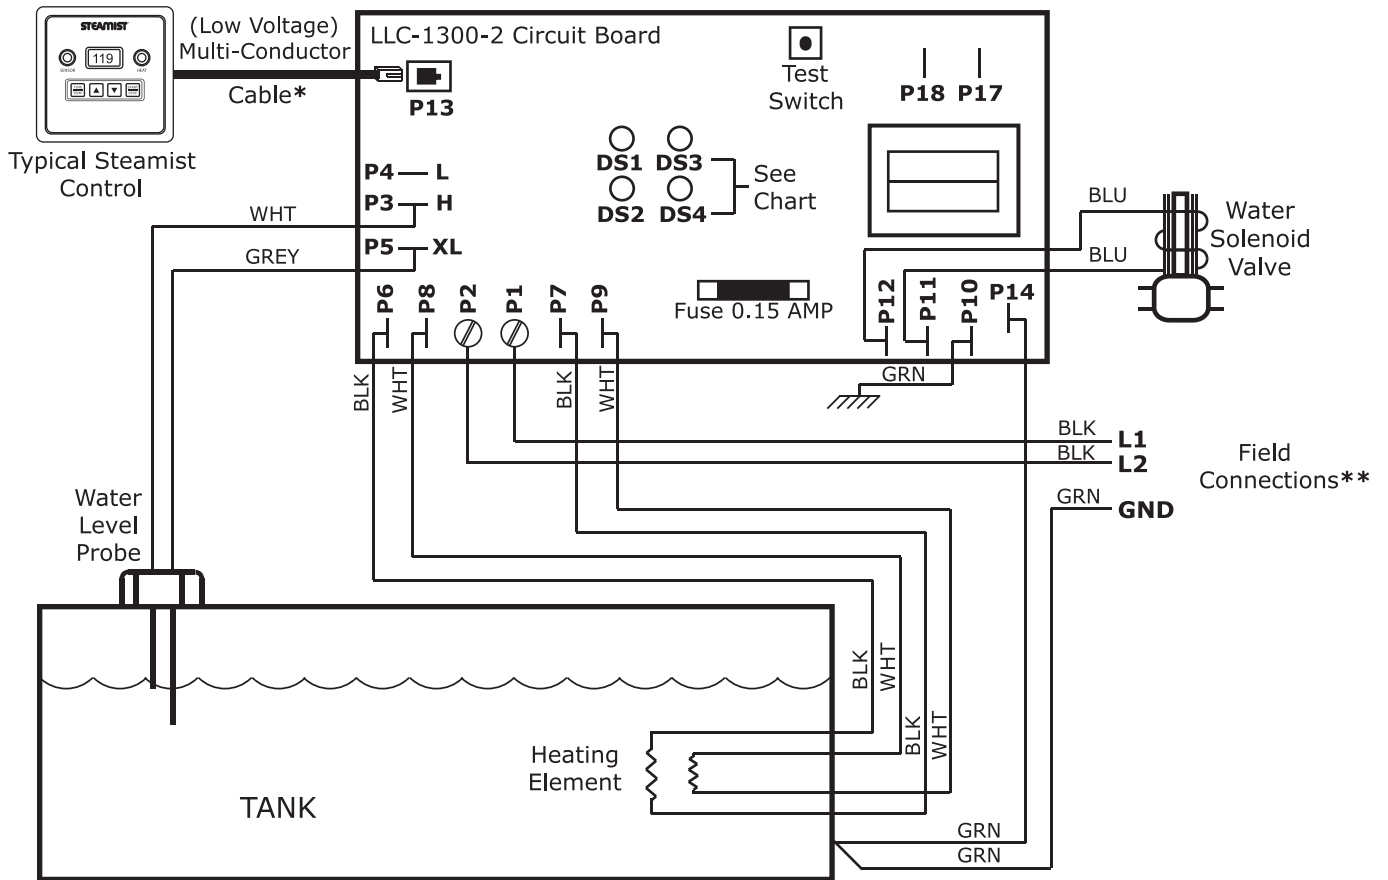 STEAMIST
119
SENSOR
HEAT
Typical Steamist
Control
(Low Voltage)
Multi-Conductor
Cable*
LLC-1300-2 Circuit Board
P13
Test
Switch
P18 P17
DS1 DS3
DS2 DS4
See
Chart
P4 L
P3 H
P5 XL
WHT
GREY
P6
P8
P2
P1
P7
P9
Fuse 0.15 AMP
P12
P11
P10
P14
BLU
BLU
Water
Solenoid
Valve
BLK
WHT
BLK
WHT
GRN
BLK L1
BLK L2
GRN GND
Field
Connections**
Water
Level
Probe
BLK
WHT
BLK
WHT
Heating
Element
TANK
GRN
GRN